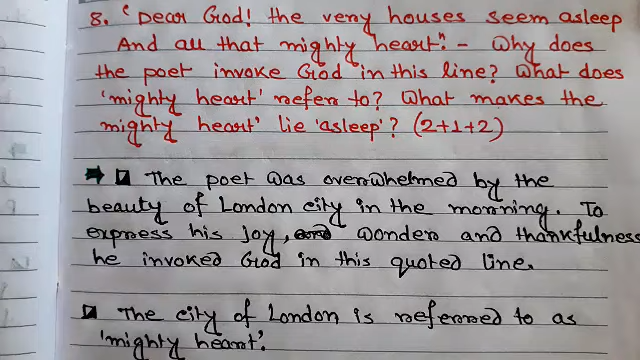 8. 'Dear God! the very houses seem asleep
And all that mighty heart". - Why does
the poet invoke God in this line? What does
'mighty heart' refer to? What makes the
mighty heart' lie 'asleep'? (2+1+2)
The poet was overwhelmed by the
beauty of London city in the morning. To
express his joy, wonder and thankfulness
he invoked God in this quoted line.
The city of London is referred to as
'mighty heart'.